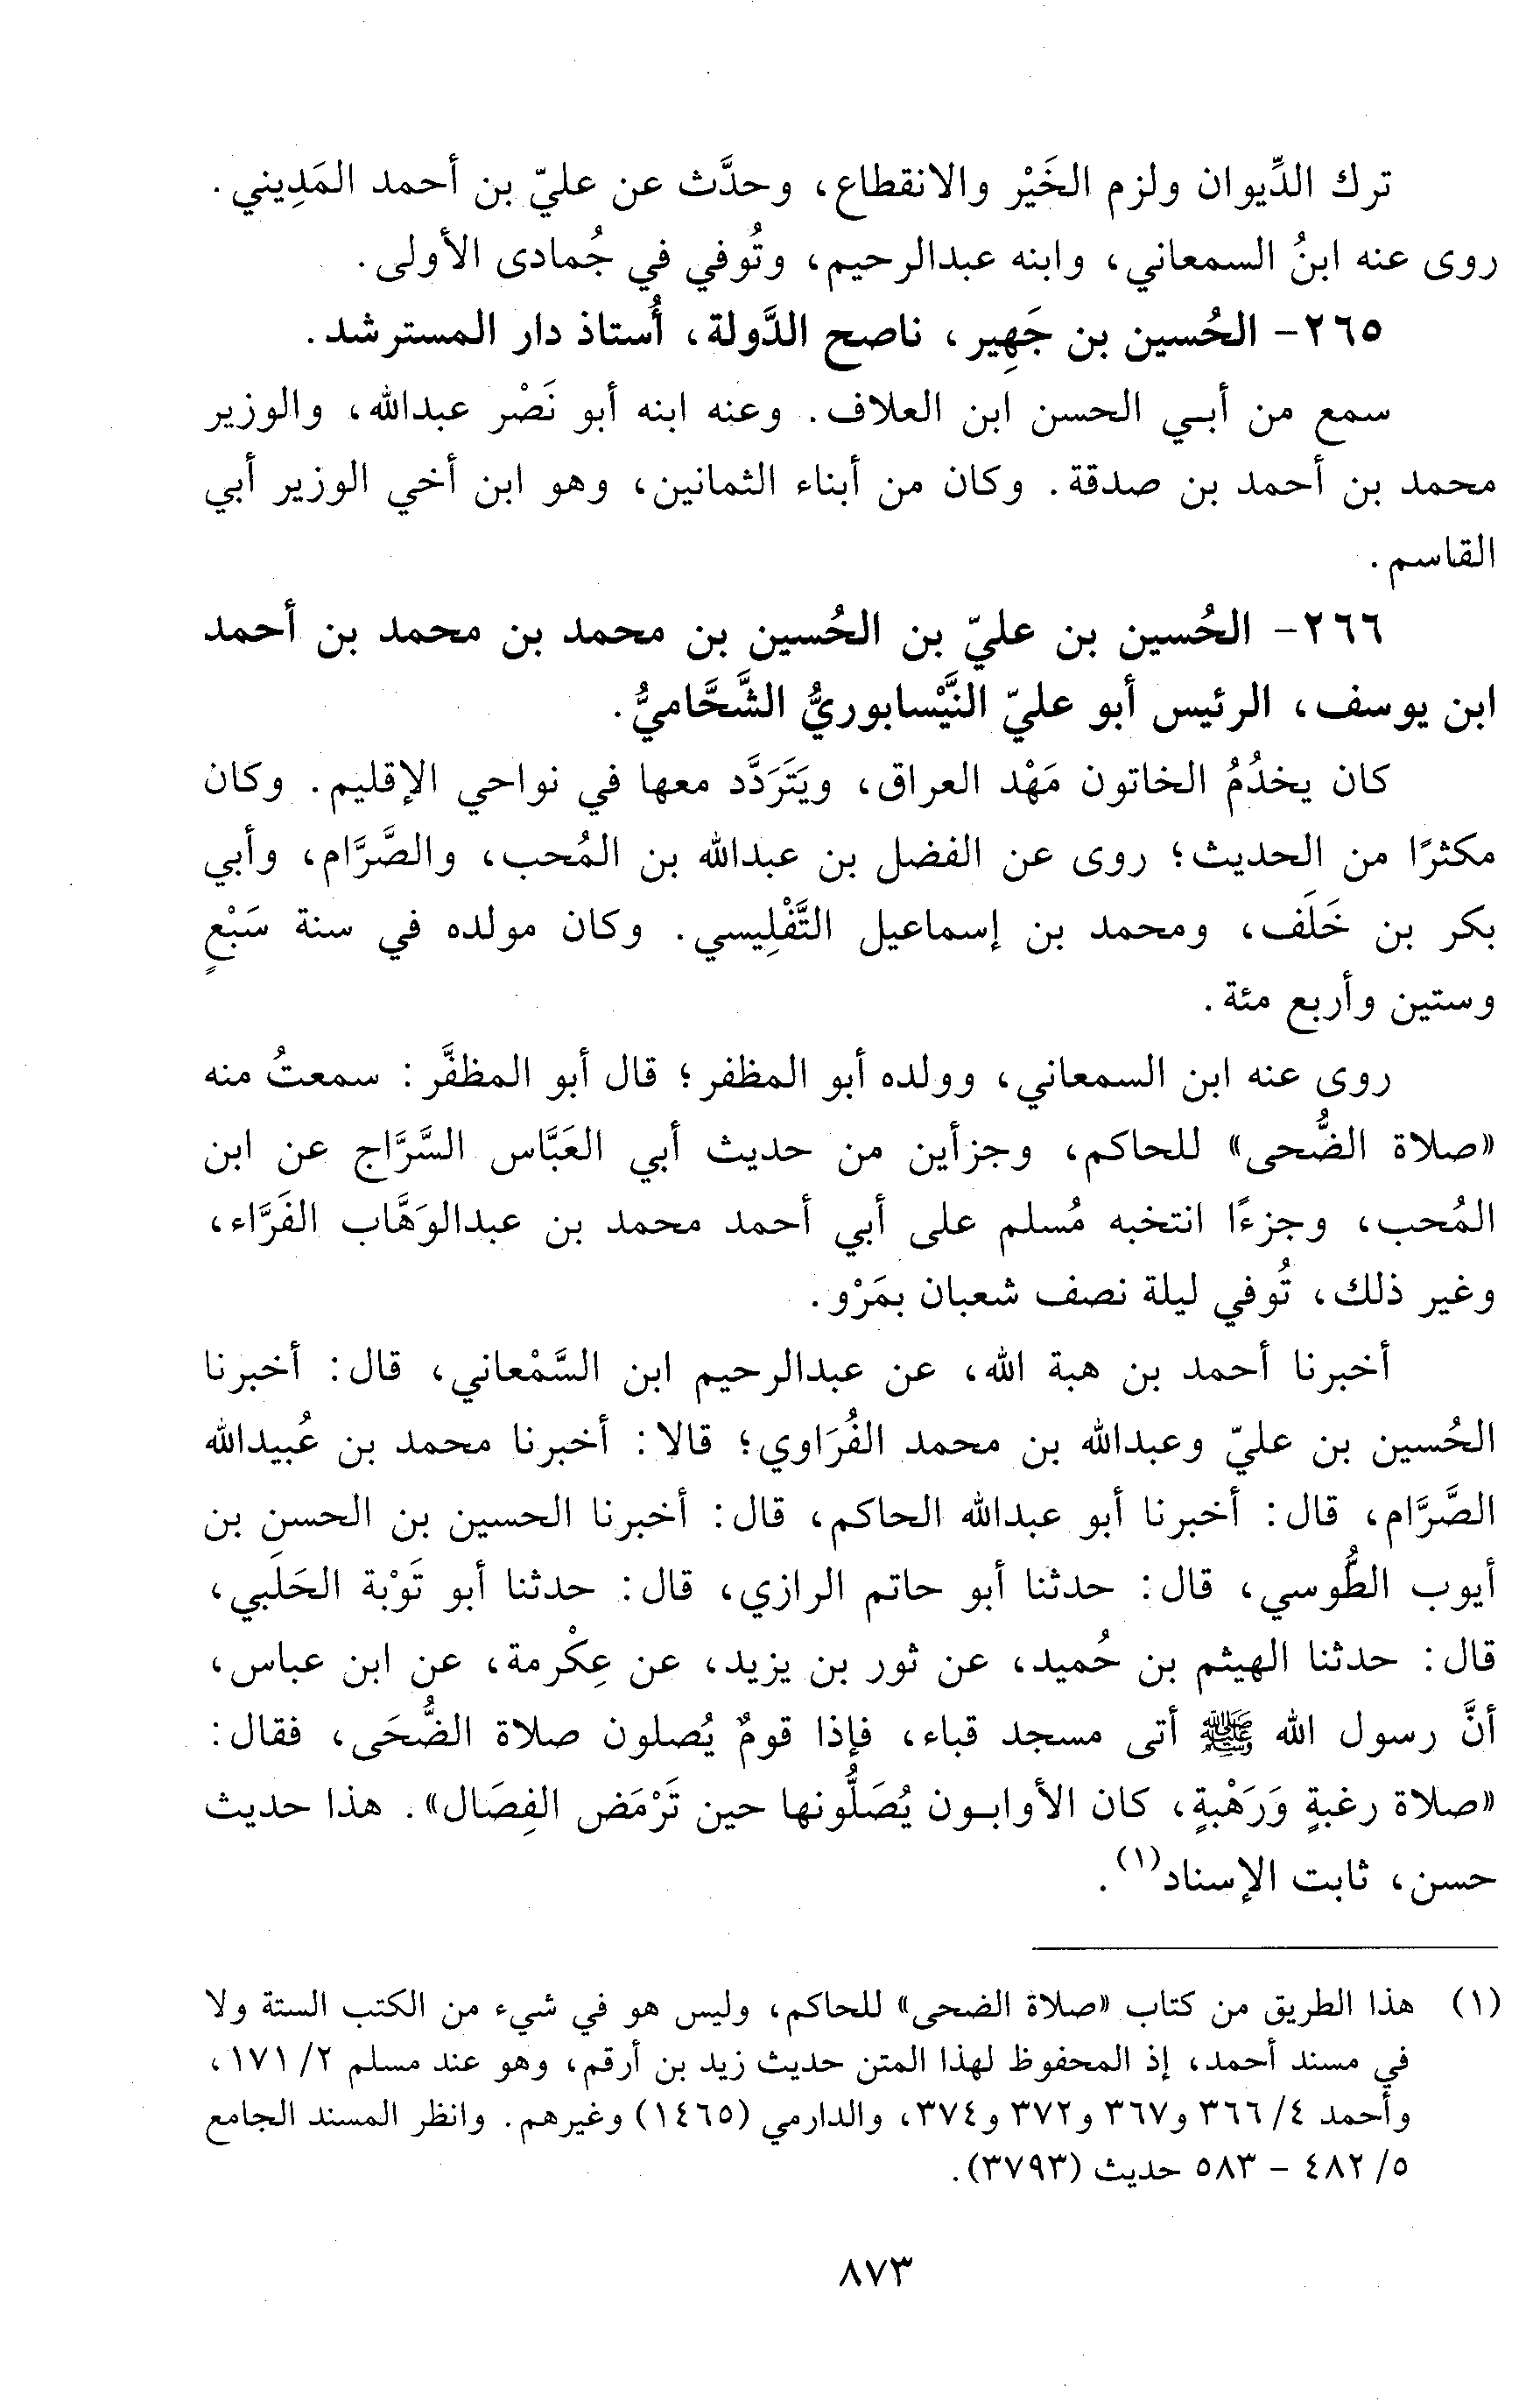 ترك الدِّيوان ولزم الخَيْر والانقطاع، وحدَّث عن عليّ بن أحمد المَدِيني.
روى عنه ابنُ السمعاني، وابنه عبدالرحيم، وتُوفي في جُمادى الأولى.
٢٦٥- الحُسين بن جَهِير، ناصح الدَّولة، أُستاذ دار المسترشد.
سمع من أبي الحسن ابن العلاف. وعنه ابنه أبو نَصْر عبدالله، والوزير
محمد بن أحمد بن صدقة. وكان من أبناء الثمانين، وهو ابن أخي الوزير أبي
القاسم.
٢٦٦- الحُسين بن عليّ بن الحُسين بن محمد بن محمد بن أحمد
ابن يوسف، الرئيس أبو عليّ النَّيْسابوريُّ الشَّحَّاميُّ.
كان يخدُمُ الخاتون مَهْد العراق، ويَتَرَدَّد معها في نواحي الإقليم. وكان
مكثرًا من الحديث؛ روى عن الفضل بن عبدالله بن المُحب، والصَّرَّام، وأبي
بكر بن خَلَف، ومحمد بن إسماعيل التَّفْلِيسي. وكان مولده في سنة سَبْعٍ
وستين وأربع مئة.
روى عنه ابن السمعاني، وولده أبو المظفر؛ قال أبو المظفَّر: سمعتُ منه
«صلاة الضُّحى» للحاكم، وجزأين من حديث أبي العَبَّاس السَّرَّاج عن ابن
المُحب، وجزءًا انتخبه مُسلم على أبي أحمد محمد بن عبدالوَهَّاب الفَرَّاء،
وغير ذلك، تُوفي ليلة نصف شعبان بمَرْو.
أخبرنا أحمد بن هبة الله، عن عبدالرحيم ابن السَّمْعاني، قال: أخبرنا
الحُسين بن عليّ وعبدالله بن محمد الفُرَاوي؛ قالا: أخبرنا محمد بن عُبيدالله
الصَّرَّام، قال: أخبرنا أبو عبدالله الحاكم، قال: أخبرنا الحسين بن الحسن بن
أيوب الطُّوسي، قال: حدثنا أبو حاتم الرازي، قال: حدثنا أبو تَوْبة الحَلَبي،
قال: حدثنا الهيثم بن حُميد، عن ثور بن يزيد، عن عِكْرمة، عن ابن عباس،
أنَّ رسول الله ﷺ أتى مسجد قباء، فإذا قومٌ يُصلون صلاة الضُّحَى، فقال:
«صلاة رغبةٍ وَرَهْبةٍ، كان الأوابون يُصَلُّونها حين تَرْمَض الفِصَال». هذا حديث
حسن، ثابت الإسناد(١).
(١) هذا الطريق من كتاب «صلاة الضحى» للحاكم، وليس هو في شيء من الكتب الستة ولا
في مسند أحمد، إذ المحفوظ لهذا المتن حديث زيد بن أرقم، وهو عند مسلم ٢/ ١٧١،
وأحمد ٤/ ٣٦٦ و٣٦٧ و٣٧٢ و٣٧٤، والدارمي (١٤٦٥) وغيرهم. وانظر المسند الجامع
٥/ ٤٨٢ - ٥٨٣ حديث (٣٧٩٣).
٨٧٣